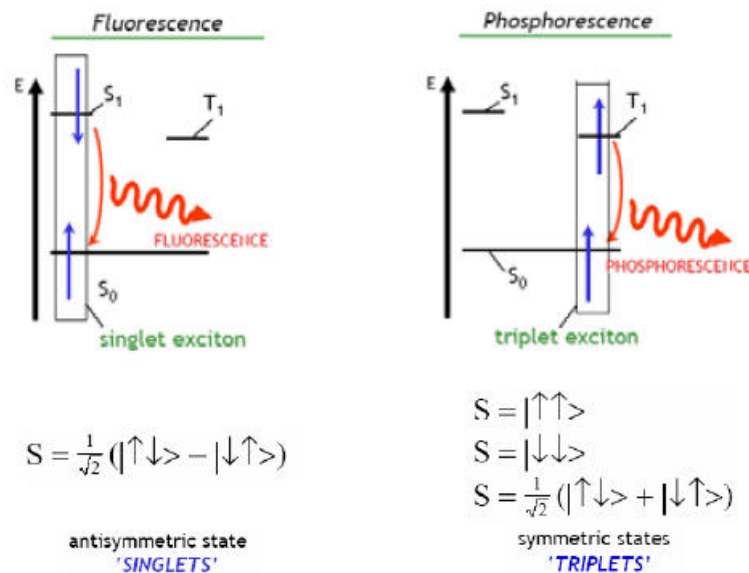 Fluorescence
E
S₁
T₁
FLUORESCENCE
S₀
singlet exciton
S = 1/√2 (|↑↓> − |↓↑>)
antisymmetric state
'SINGLETS'
Phosphorescence
E
S₁
T₁
S₀
PHOSPHORESCENCE
triplet exciton
S = |↑↑>
S = |↓↓>
S = 1/√2 (|↑↓> + |↓↑>)
symmetric states
'TRIPLETS'